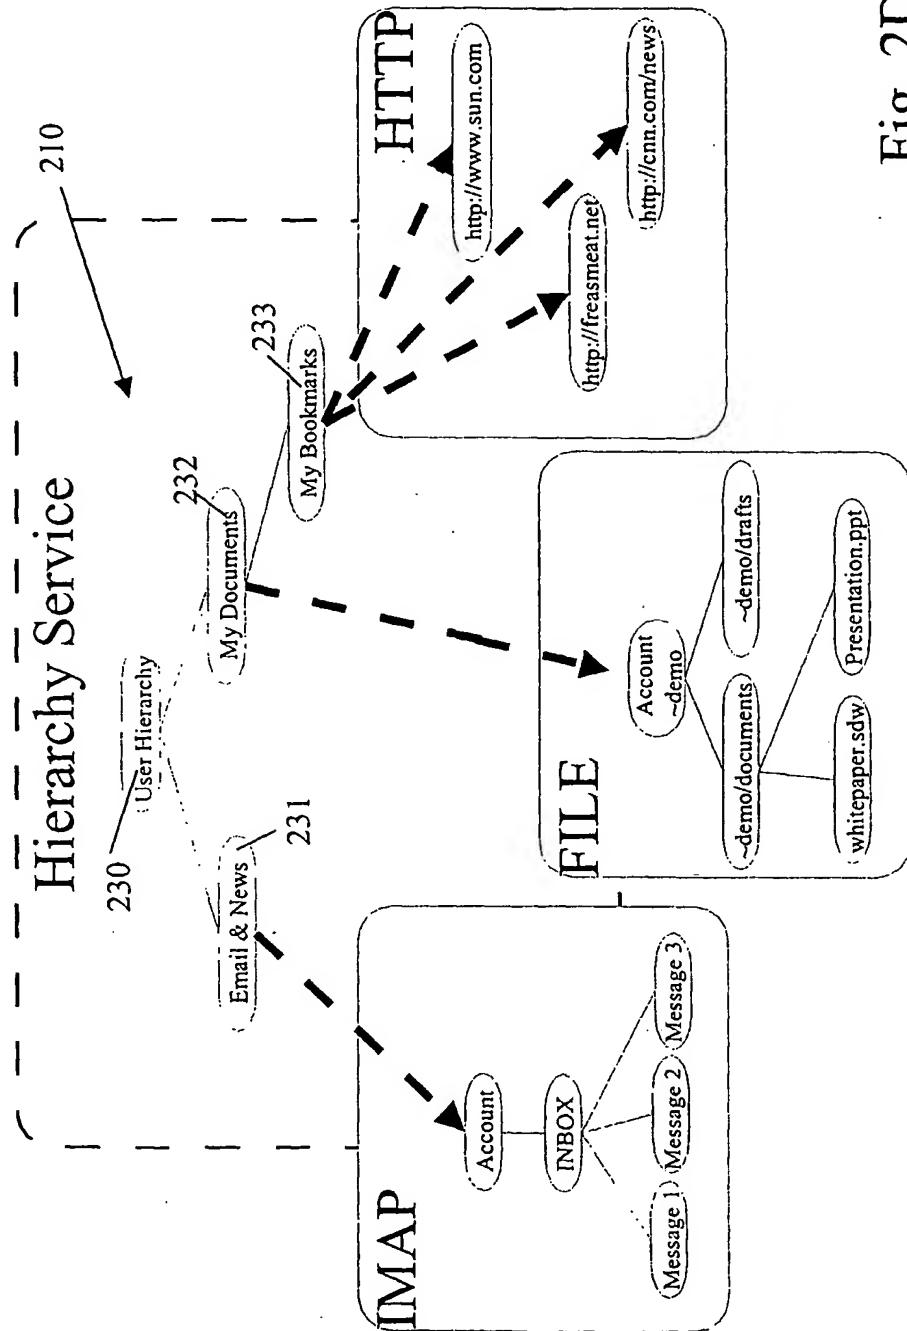 Hierarchy Service
210
230
User Hierarchy
232
My Documents
233
My Bookmarks
231
Email & News
IMAP
Account
INBOX
Message 1
Message 2
Message 3
FILE
Account
~demo
~demo/documents
~demo/drafts
whitepaper.sdw
Presentation.ppt
HTTP
http://www.sun.com
http://freasmeat.net
http://cnn.com/news
Fig. 2D